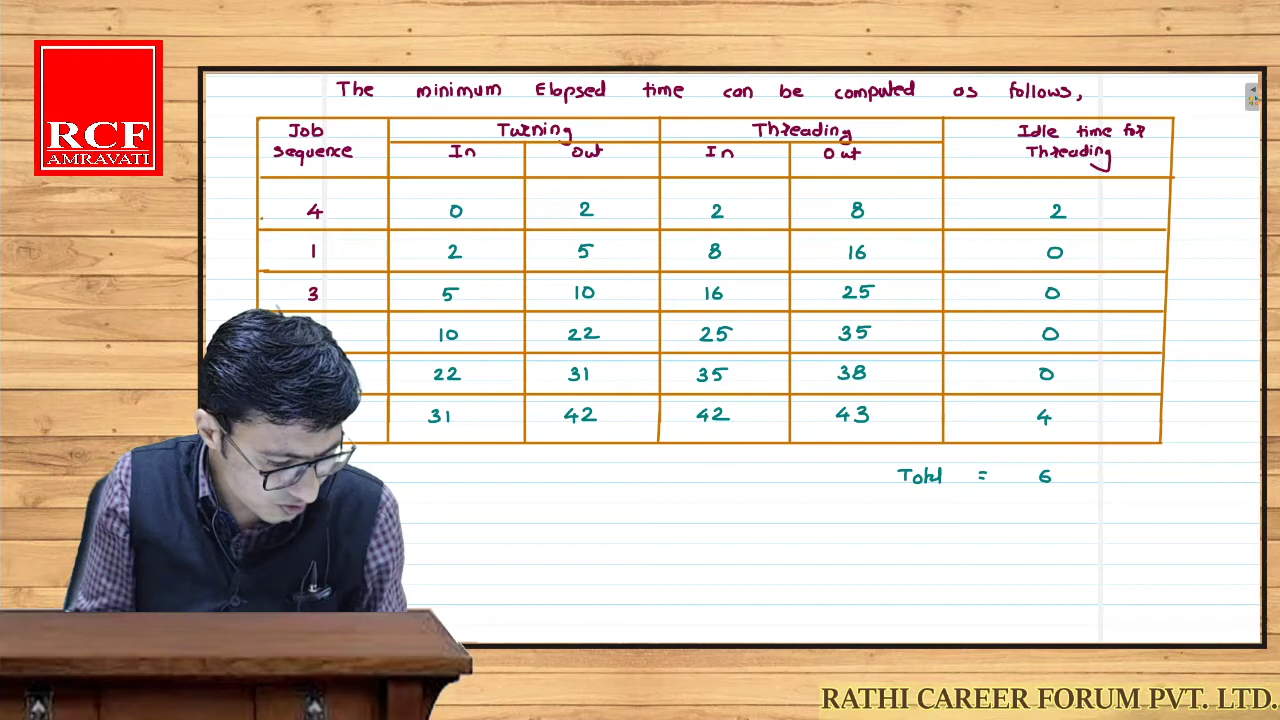 RCF
AMRAVATI
The minimum Elapsed time can be computed as follows,
Job sequence Turning Threading Idle time for Threading
In Out In Out
4 0 2 2 8 2
1 2 5 8 16 0
3 5 10 16 25 0
10 22 25 35 0
22 31 35 38 0
31 42 42 43 4
Total = 6
RATHI CAREER FORUM PVT. LTD.